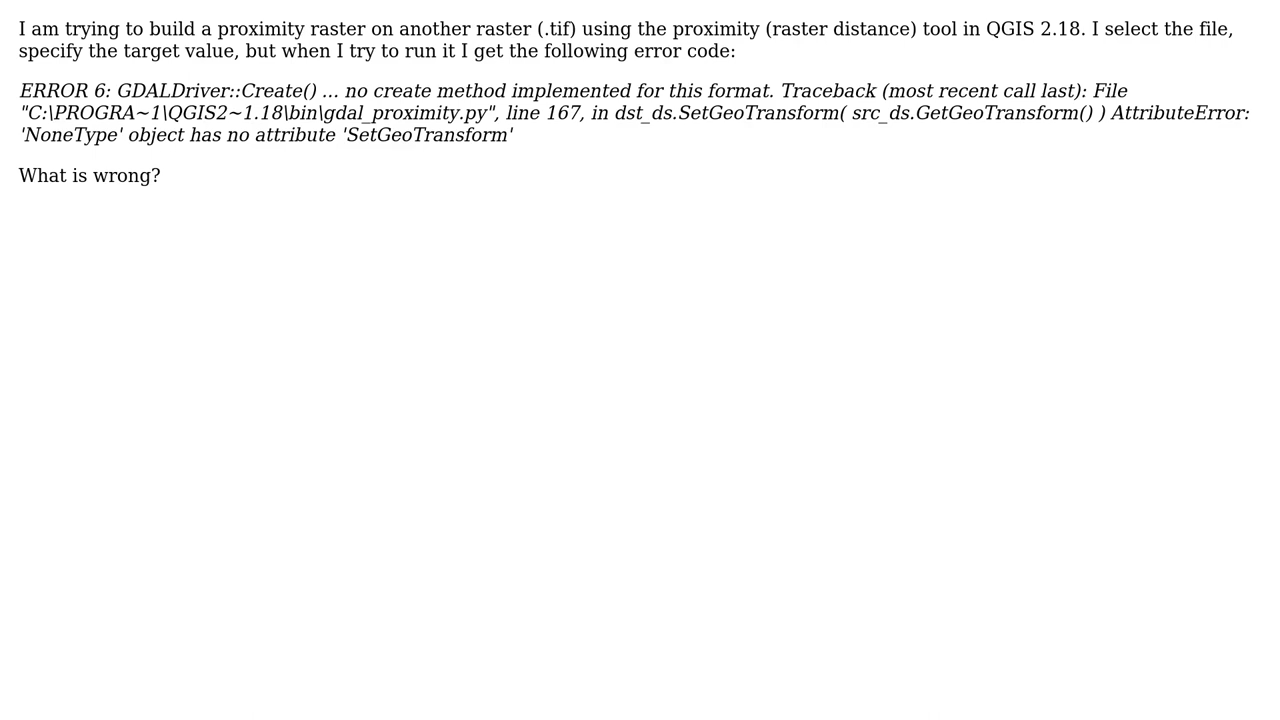 I am trying to build a proximity raster on another raster (.tif) using the proximity (raster distance) tool in QGIS 2.18. I select the file,
specify the target value, but when I try to run it I get the following error code:
ERROR 6: GDALDriver::Create() ... no create method implemented for this format. Traceback (most recent call last): File
"C:\PROGRA~1\QGIS2~1.18\bin\gdal_proximity.py", line 167, in dst_ds.SetGeoTransform( src_ds.GetGeoTransform() ) AttributeError:
'NoneType' object has no attribute 'SetGeoTransform'
What is wrong?